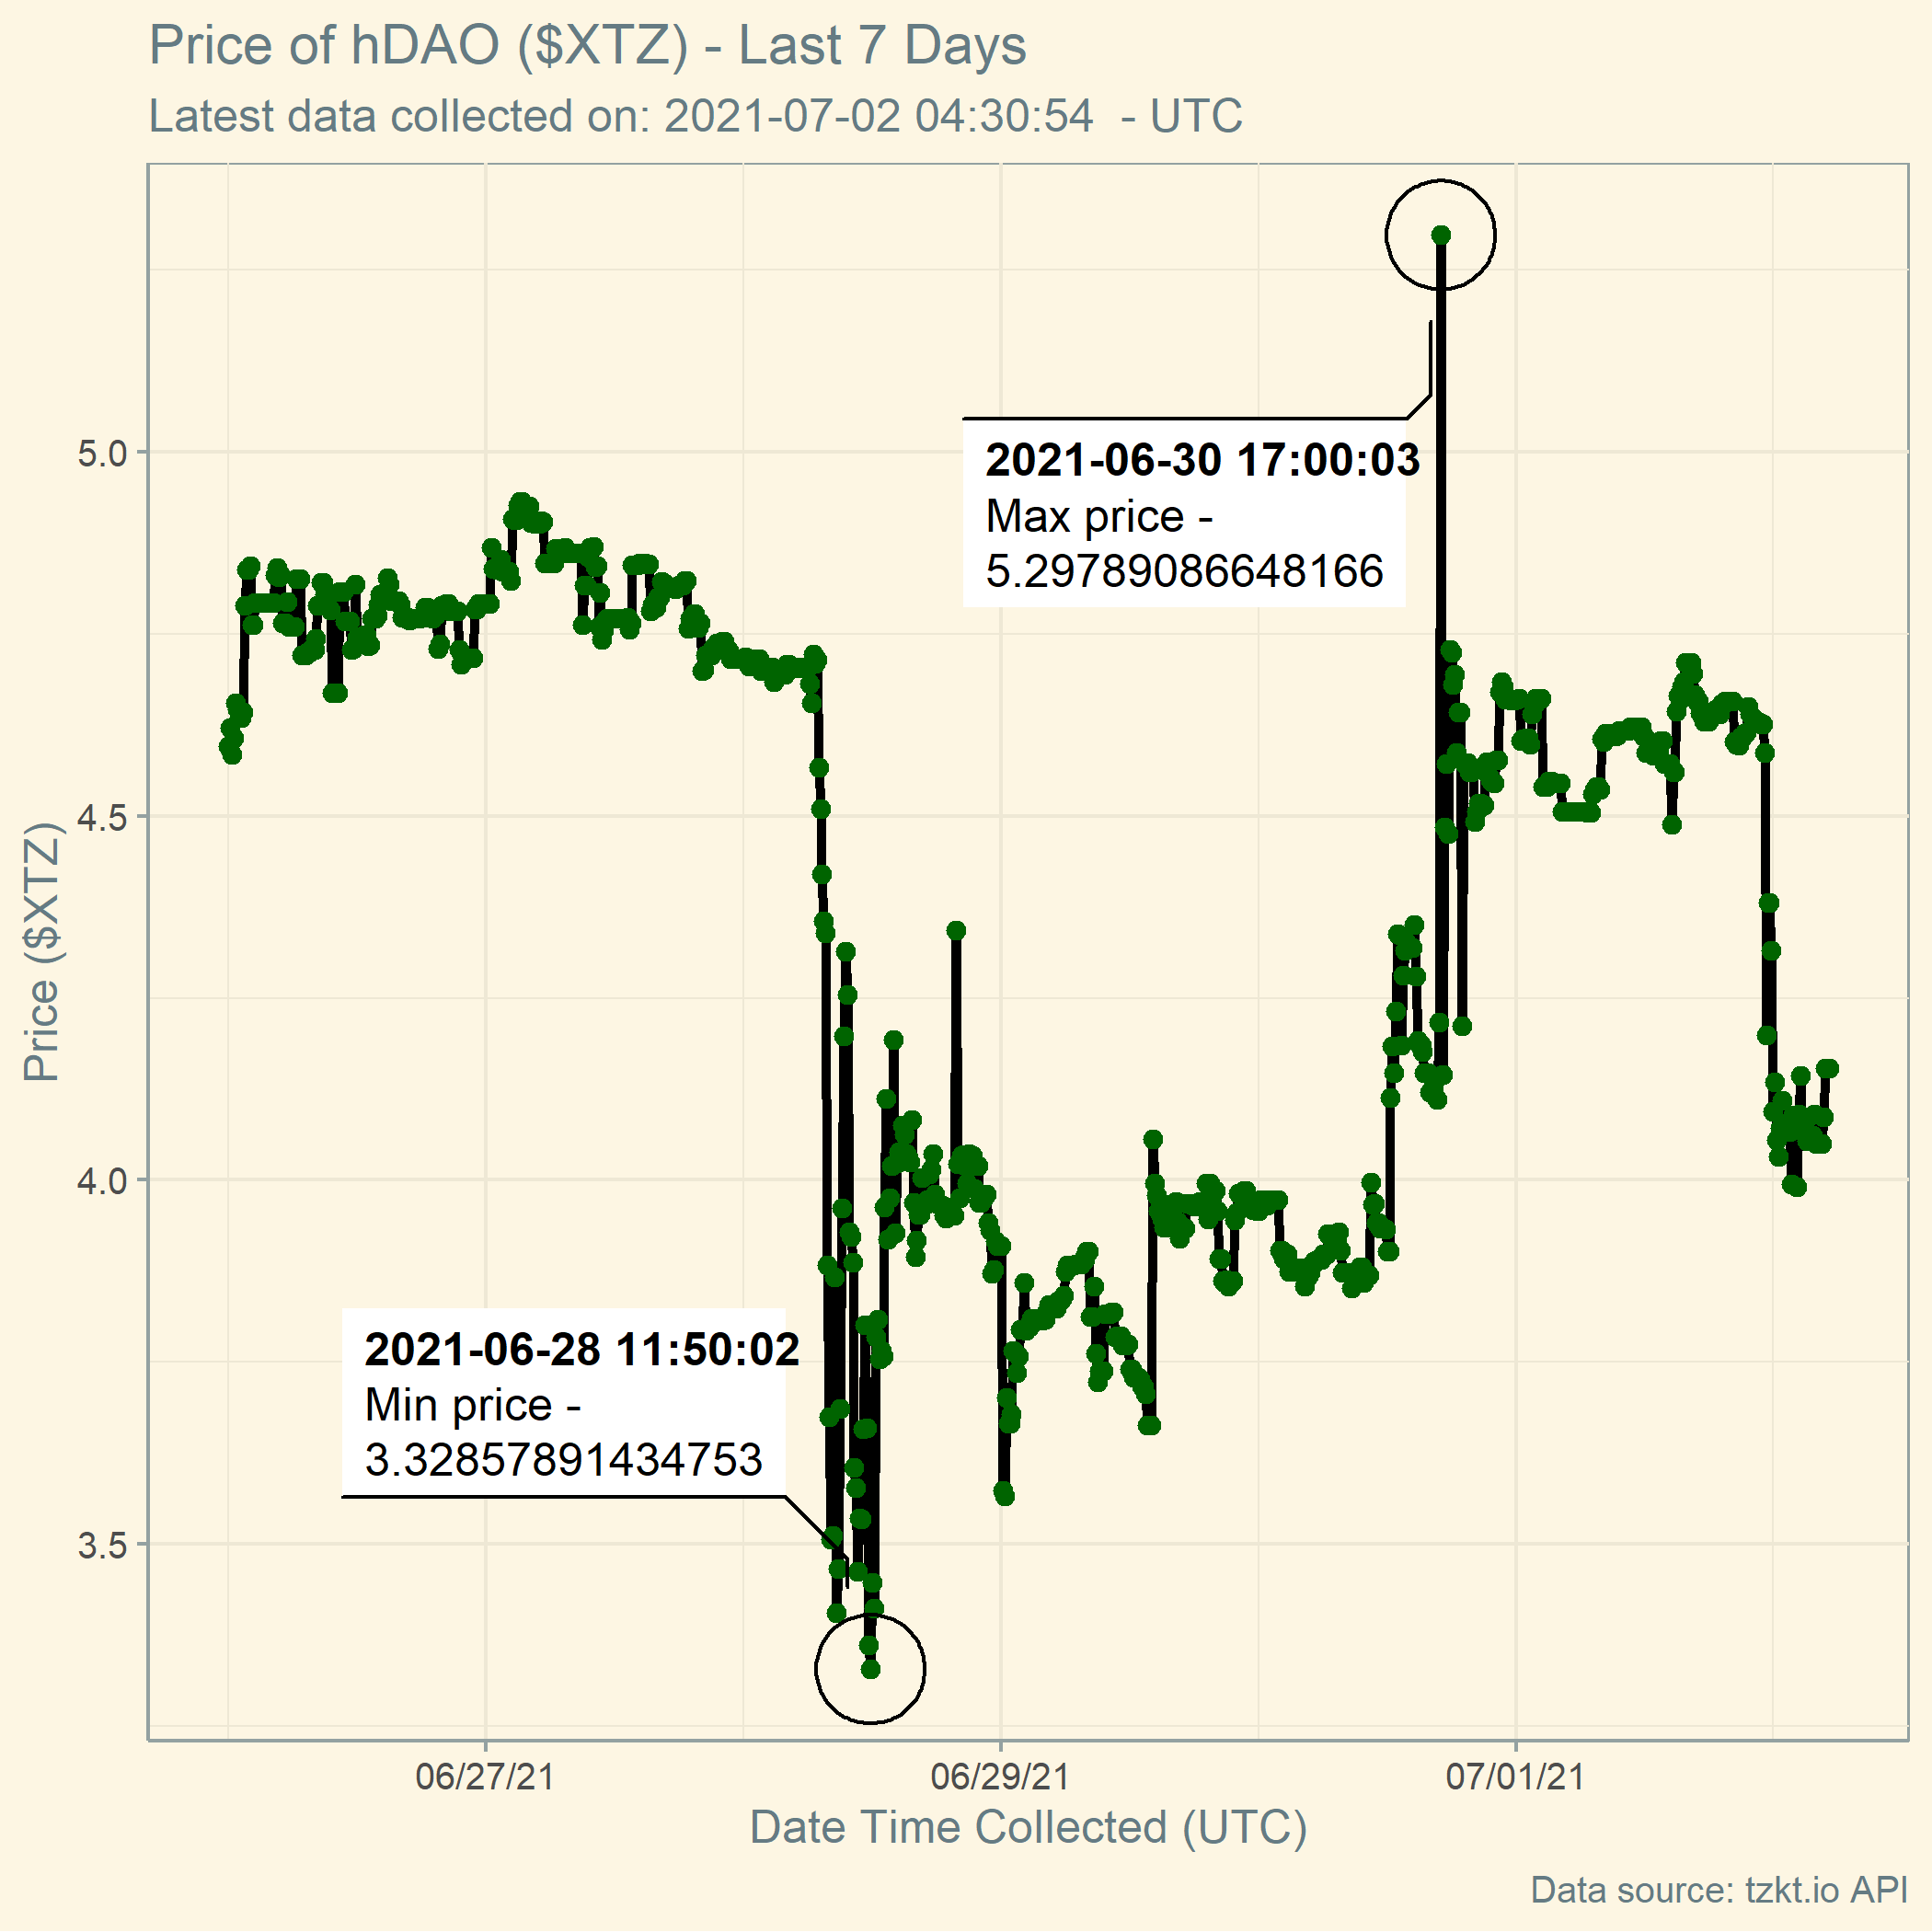 Price of hDAO ($XTZ) - Last 7 Days
Latest data collected on: 2021-07-02 04:30:54  - UTC
2021-06-30 17:00:03
Max price -
5.29789086648166
2021-06-28 11:50:02
Min price -
3.32857891434753
Price ($XTZ)
5.0
4.5
4.0
3.5
06/27/21
06/29/21
07/01/21
Date Time Collected (UTC)
Data source: tzkt.io API